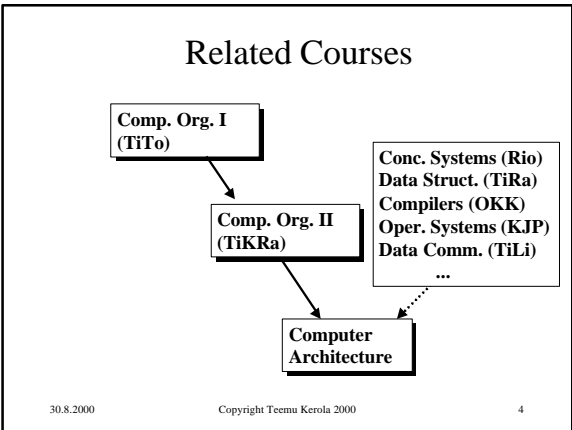 Related Courses
Comp. Org. I
(TiTo)
Conc. Systems (Rio)
Data Struct. (TiRa)
Compilers (OKK)
Oper. Systems (KJP)
Data Comm. (TiLi)
...
Comp. Org. II
(TiKRa)
Computer
Architecture
30.8.2000
Copyright Teemu Kerola 2000
4